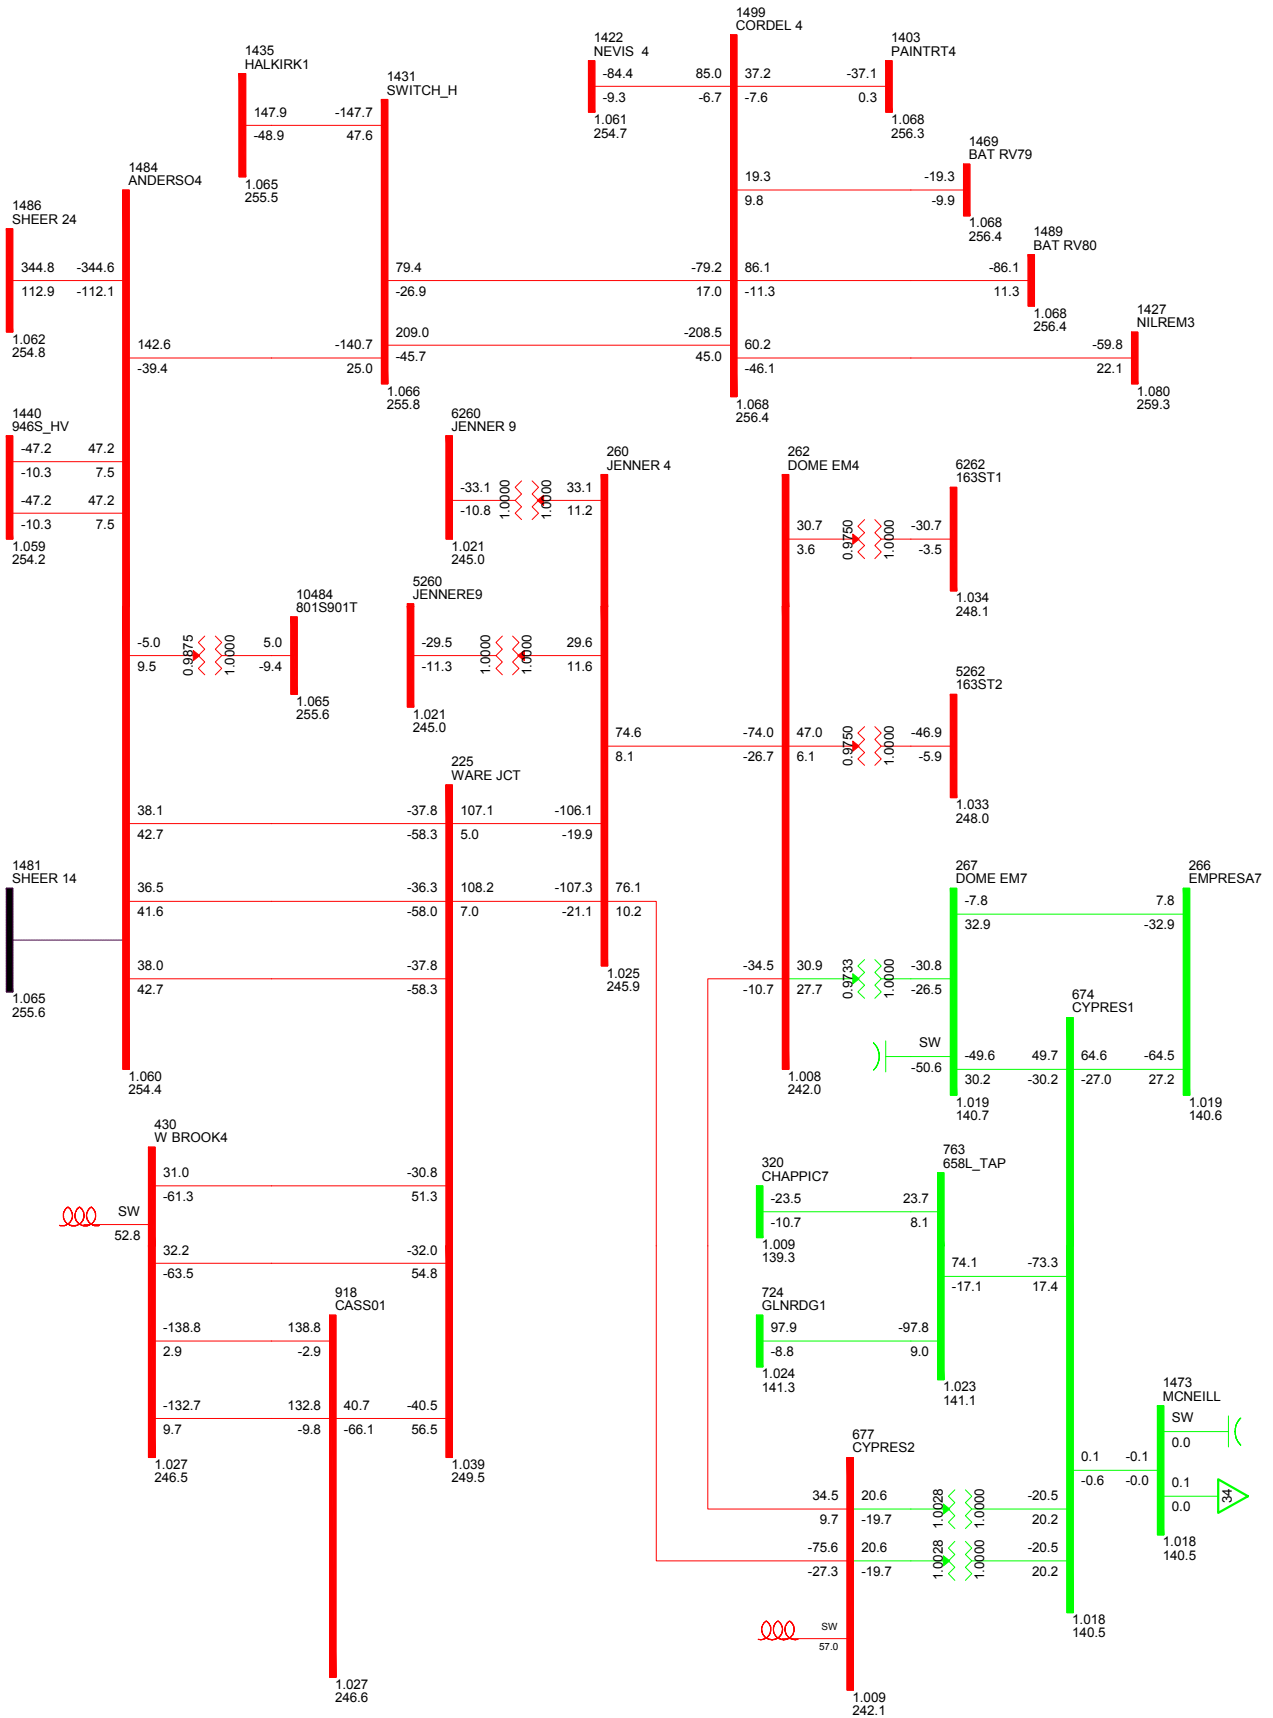 1499
CORDEL 4
1422
NEVIS  4
1403
PAINTRT4
1435
HALKIRK1
1431
SWITCH_H
-84.4 85.0 37.2 -37.1
-9.3 -6.7 -7.6 0.3
1.061
254.7
1.068
256.3
147.9 -147.7
-48.9 47.6
1.065
255.5
1469
BAT RV79
19.3 -19.3
9.8 -9.9
1.068
256.4
1484
ANDERSO4
1486
SHEER 24
344.8 -344.6
112.9 -112.1
1.062
254.8
1489
BAT RV80
79.4 -79.2 86.1 -86.1
-26.9 17.0 -11.3 11.3
1.068
256.4
1427
NILREM3
142.6 -140.7 209.0 -208.5 60.2 -59.8
-39.4 25.0 -45.7 45.0 -46.1 22.1
1.066
255.8
1.068
256.4
1.080
259.3
1440
946S_HV
-47.2 47.2
-10.3 7.5
-47.2 47.2
-10.3 7.5
1.059
254.2
6260
JENNER 9
260
JENNER 4
-33.1 1.0000 1.0000 33.1
-10.8 11.2
1.021
245.0
262
DOME EM4
6262
163ST1
30.7 0.9750 1.0000 -30.7
3.6 -3.5
1.034
248.1
10484
801S901T
-5.0 0.9875 1.0000 5.0
9.5 -9.4
1.065
255.6
5260
JENNERE9
-29.5 1.0000 1.0000 29.6
-11.3 11.6
1.021
245.0
5262
163ST2
74.6 -74.0 47.0 0.9750 1.0000 -46.9
8.1 -26.7 6.1 -5.9
1.033
248.0
225
WARE JCT
38.1 -37.8 107.1 -106.1
42.7 -58.3 5.0 -19.9
1481
SHEER 14
36.5 -36.3 108.2 -107.3 76.1
41.6 -58.0 7.0 -21.1 10.2
38.0 -37.8
42.7 -58.3
1.065
255.6
1.025
245.9
1.060
254.4
267
DOME EM7
266
EMPRESA7
-7.8 7.8
32.9 -32.9
-34.5 30.9 0.9733 1.0000 -30.8
-10.7 27.7 -26.5
674
CYPRES1
SW
-50.6
-49.6 49.7 64.6 -64.5
30.2 -30.2 -27.0 27.2
1.008
242.0
1.019
140.7
1.019
140.6
430
W BROOK4
31.0 -30.8
-61.3 51.3
SW
52.8
32.2 -32.0
-63.5 54.8
918
CASS01
-138.8 138.8
2.9 -2.9
-132.7 132.8 40.7 -40.5
9.7 -9.8 -66.1 56.5
1.027
246.5
1.039
249.5
1.027
246.6
320
CHAPPIC7
763
658L_TAP
-23.5 23.7
-10.7 8.1
1.009
139.3
74.1 -73.3
-17.1 17.4
724
GLNRDG1
97.9 -97.8
-8.8 9.0
1.024
141.3
1.023
141.1
1473
MCNEILL
SW
0.0
0.1 -0.1
-0.6 -0.0
0.1
0.0
34
1.018
140.5
677
CYPRES2
34.5 20.6 1.0028 1.0000 -20.5
9.7 -19.7 20.2
-75.6 20.6 1.0028 1.0000 -20.5
-27.3 -19.7 20.2
SW
57.0
1.018
140.5
1.009
242.1